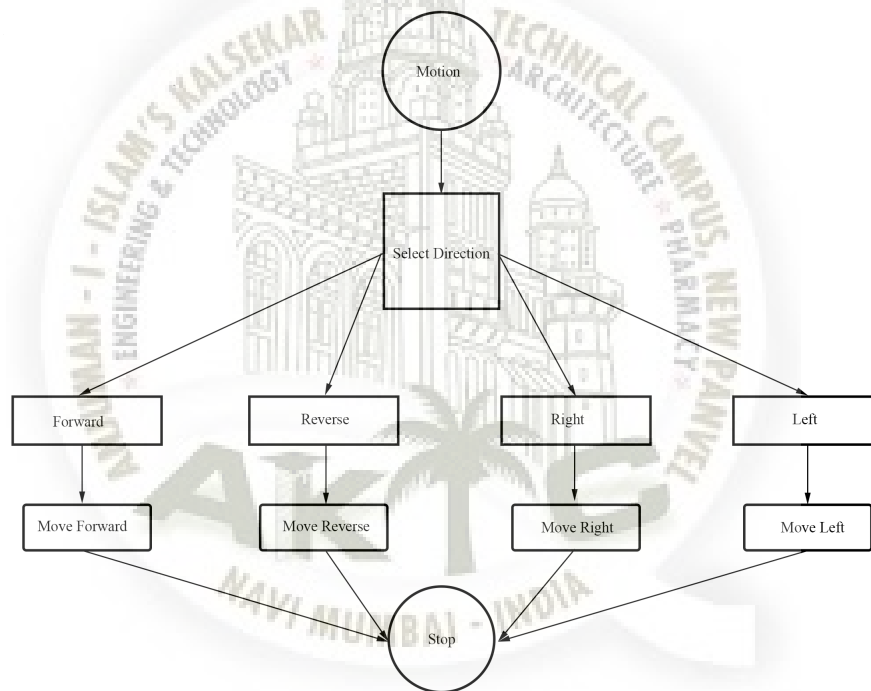 Motion
Select Direction
Forward
Reverse
Right
Left
Move Forward
Move Reverse
Move Right
Move Left
Stop
ANJUMAN - I - ISLAM'S KALSEKAR TECHNICAL CAMPUS NEW PANVEL
ENGINEERING & TECHNOLOGY * ARCHITECTURE * PHARMACY *
AIKTC
NAVI MUMBAI - INDIA